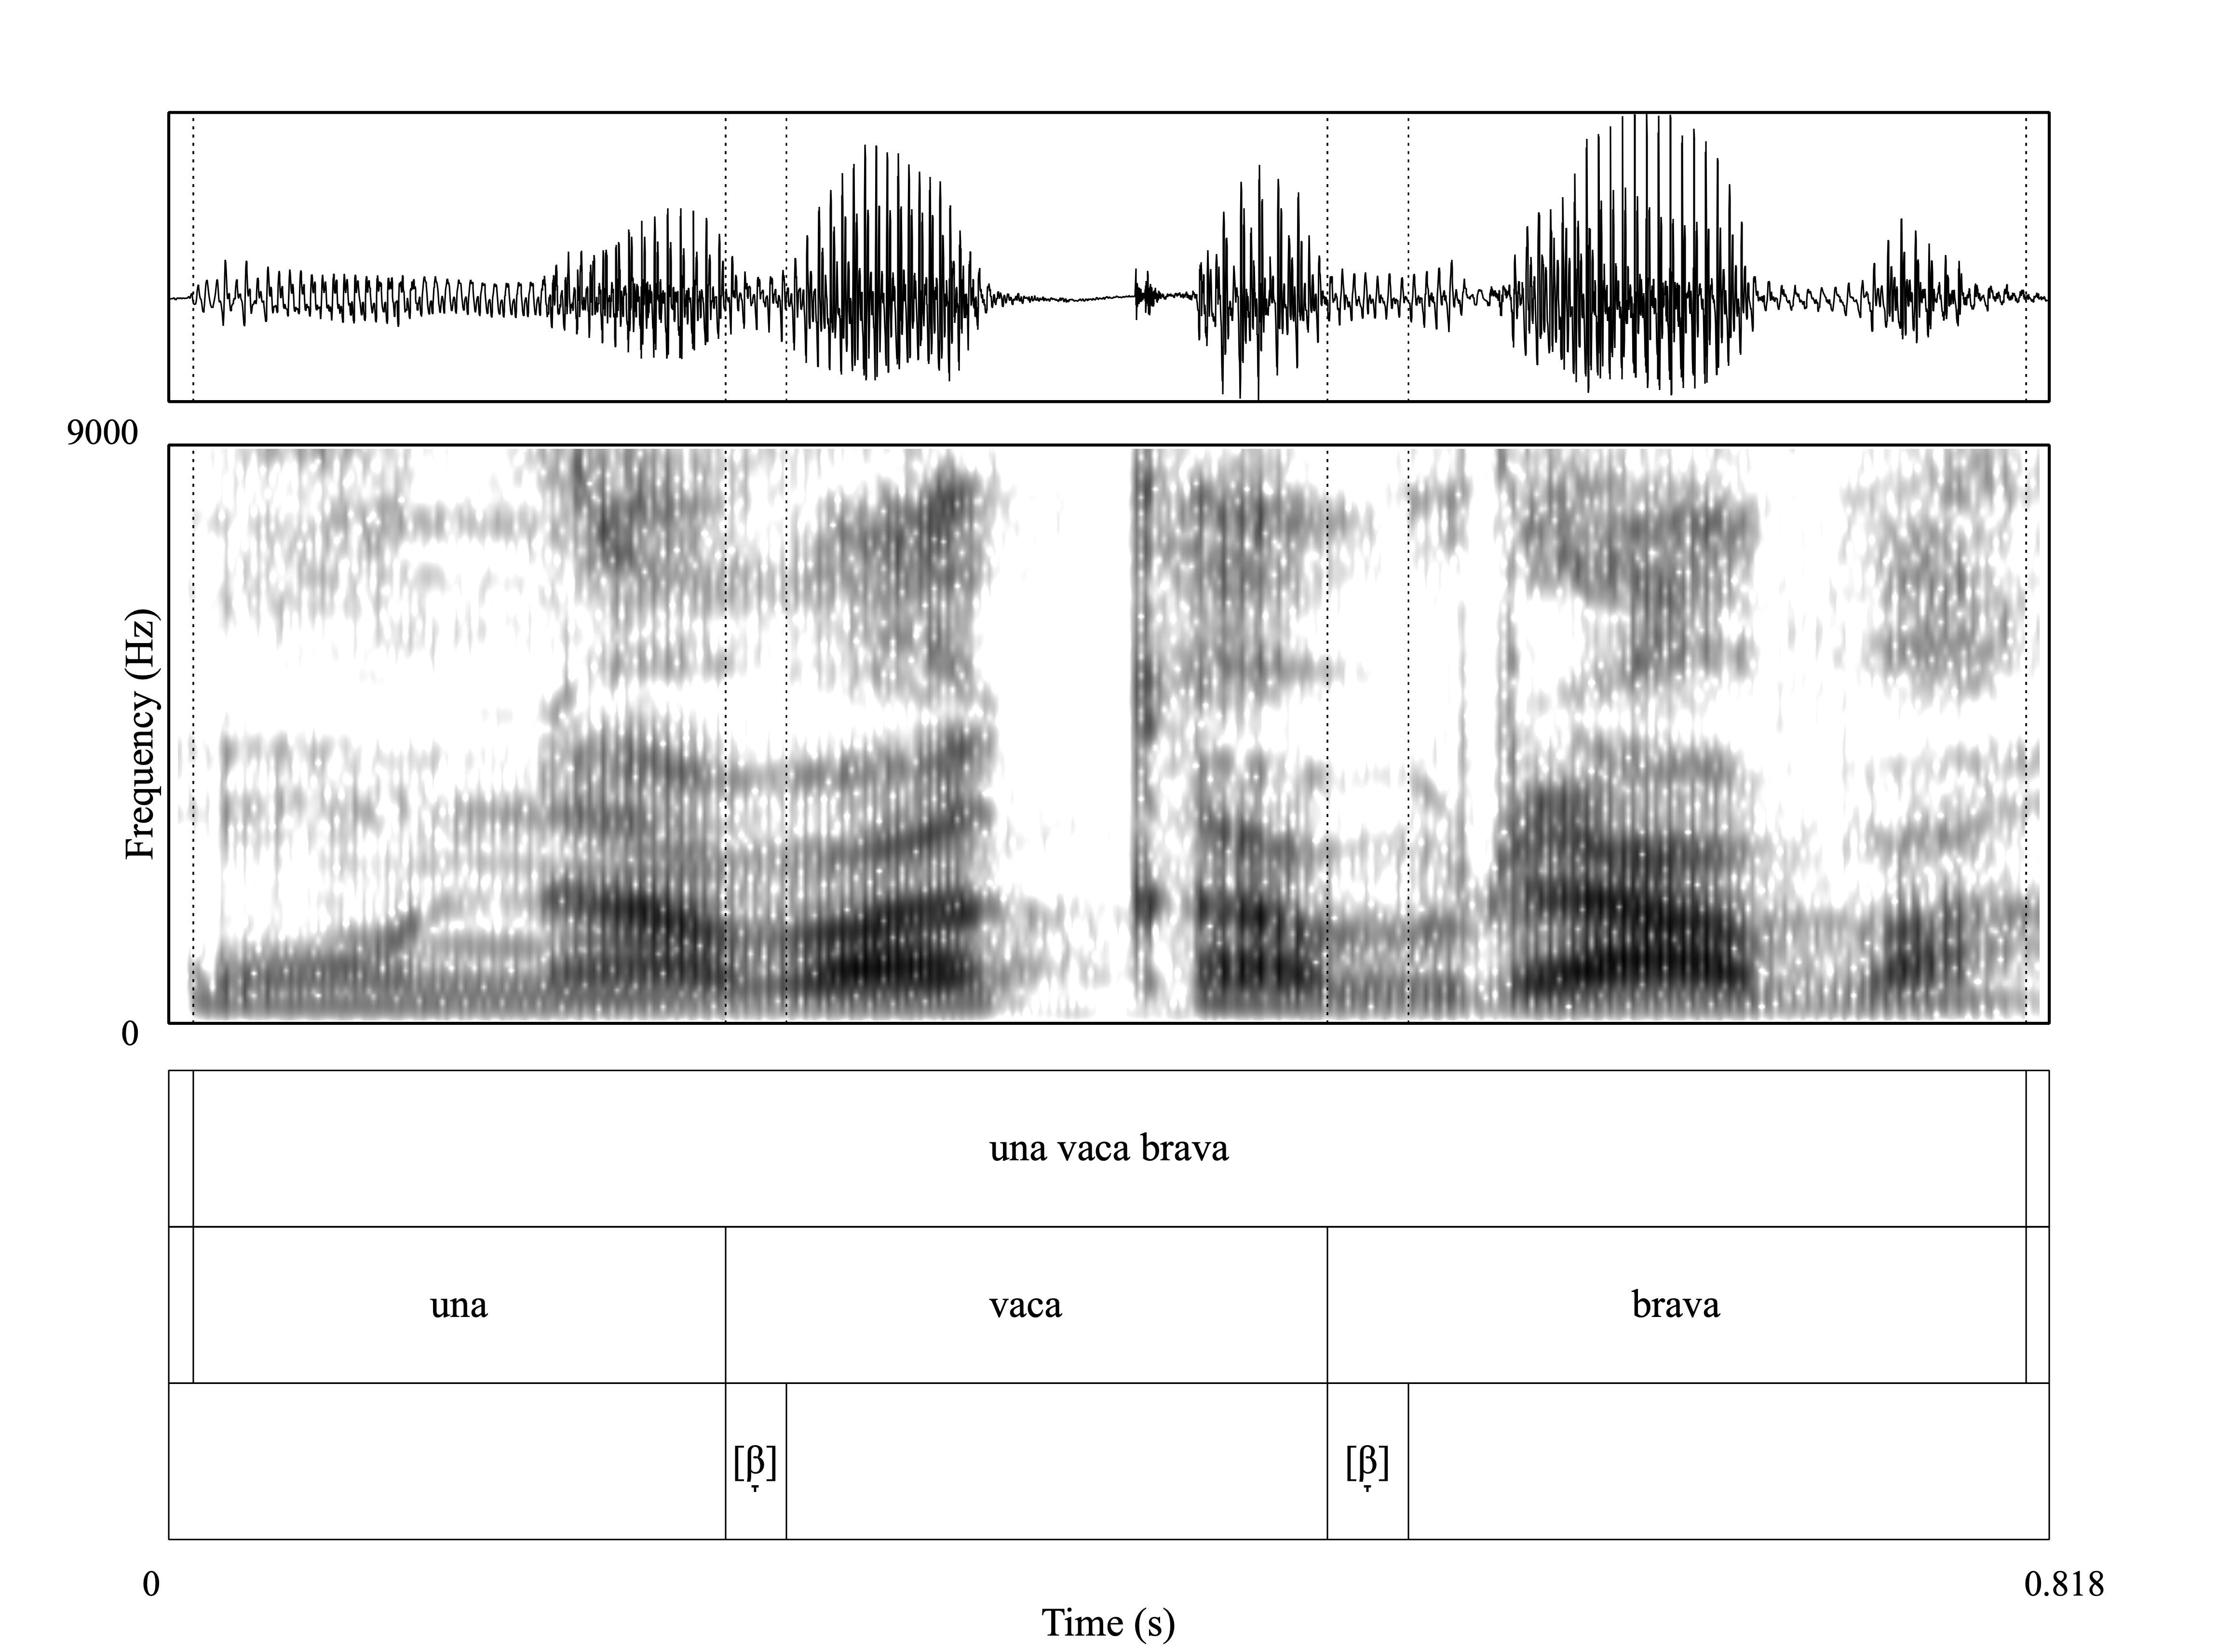 9000
Frequency (Hz)
0
una vaca brava
una vaca brava
[β̞] [β̞]
0 0.818
Time (s)